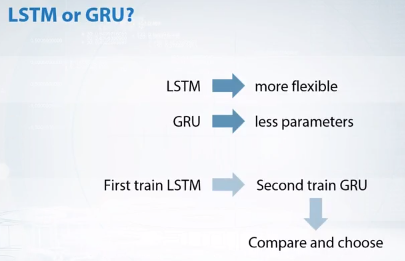 LSTM or GRU?
LSTM more flexible
GRU less parameters
First train LSTM Second train GRU
Compare and choose